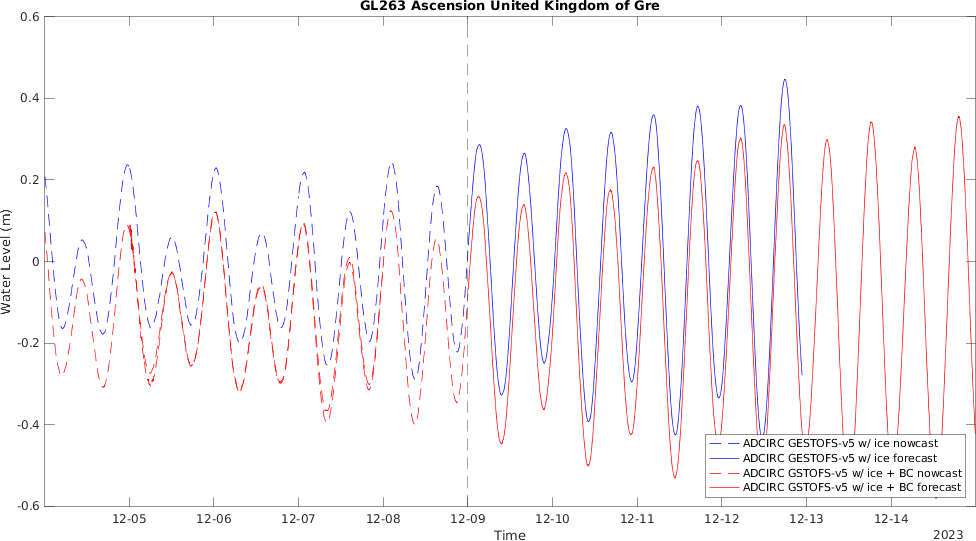 GL263 Ascension United Kingdom of Gre
0.6
0.4
0.2
0
-0.2
-0.4
-0.6
Water Level (m)
12-05 12-06 12-07 12-08 12-09 12-10 12-11 12-12 12-13 12-14
Time
2023
ADCIRC GESTOFS-v5 w/ ice nowcast
ADCIRC GESTOFS-v5 w/ ice forecast
ADCIRC GSTOFS-v5 w/ ice + BC nowcast
ADCIRC GSTOFS-v5 w/ ice + BC forecast